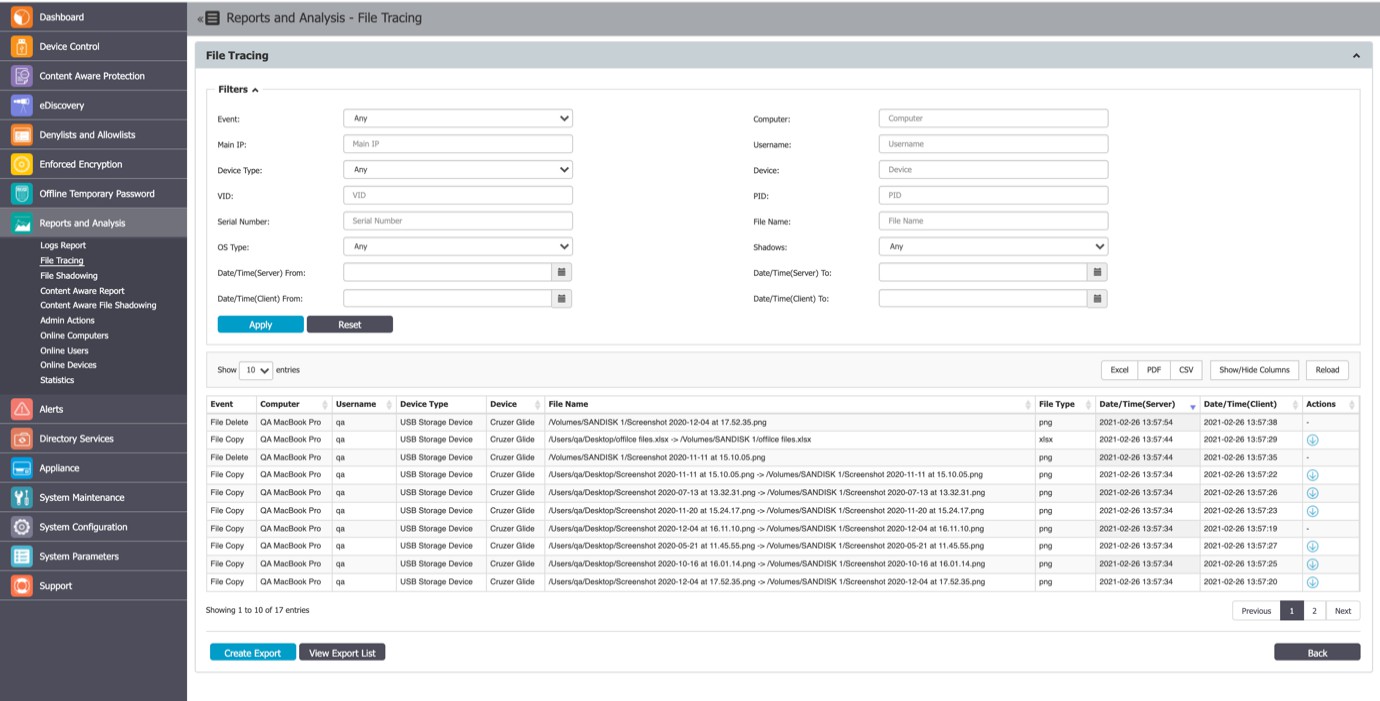 Dashboard
Device Control
Content Aware Protection
eDiscovery
Denylists and Allowlists
Enforced Encryption
Offline Temporary Password
Reports and Analysis
Logs Report
File Tracing
File Shadowing
Content Aware Report
Content Aware File Shadowing
Admin Actions
Online Computers
Online Users
Online Devices
Statistics
Alerts
Directory Services
Appliance
System Maintenance
System Configuration
System Parameters
Support
Reports and Analysis - File Tracing
File Tracing
Filters
Event: Any Computer: Computer
Main IP: Main IP Username: Username
Device Type: Any Device: Device
VID: VID PID: PID
Serial Number: Serial Number File Name: File Name
OS Type: Any Shadows: Any
Date/Time(Server) From: Date/Time(Server) To:
Date/Time(Client) From: Date/Time(Client) To:
Apply Reset
Show 10 entries Excel PDF CSV Show/Hide Columns Reload
Event Computer Username Device Type Device File Name File Type Date/Time(Server) Date/Time(Client) Actions
File Delete QA MacBook Pro qa USB Storage Device Cruzer Glide /Volumes/SANDISK 1/Screenshot 2020-12-04 at 17.52.35.png png 2021-02-26 13:57:54 2021-02-26 13:57:38 -
File Copy QA MacBook Pro qa USB Storage Device Cruzer Glide /Users/qa/Desktop/offilce files.xlsx -> /Volumes/SANDISK 1/offilce files.xlsx xlsx 2021-02-26 13:57:44 2021-02-26 13:57:29
File Delete QA MacBook Pro qa USB Storage Device Cruzer Glide /Volumes/SANDISK 1/Screenshot 2020-11-11 at 15.10.05.png png 2021-02-26 13:57:44 2021-02-26 13:57:35 -
File Copy QA MacBook Pro qa USB Storage Device Cruzer Glide /Users/qa/Desktop/Screenshot 2020-11-11 at 15.10.05.png -> /Volumes/SANDISK 1/Screenshot 2020-11-11 at 15.10.05.png png 2021-02-26 13:57:34 2021-02-26 13:57:22
File Copy QA MacBook Pro qa USB Storage Device Cruzer Glide /Users/qa/Desktop/Screenshot 2020-07-13 at 13.32.31.png -> /Volumes/SANDISK 1/Screenshot 2020-07-13 at 13.32.31.png png 2021-02-26 13:57:34 2021-02-26 13:57:26
File Copy QA MacBook Pro qa USB Storage Device Cruzer Glide /Users/qa/Desktop/Screenshot 2020-11-20 at 15.24.17.png -> /Volumes/SANDISK 1/Screenshot 2020-11-20 at 15.24.17.png png 2021-02-26 13:57:34 2021-02-26 13:57:23
File Copy QA MacBook Pro qa USB Storage Device Cruzer Glide /Users/qa/Desktop/Screenshot 2020-12-04 at 16.11.10.png -> /Volumes/SANDISK 1/Screenshot 2020-12-04 at 16.11.10.png png 2021-02-26 13:57:34 2021-02-26 13:57:19 -
File Copy QA MacBook Pro qa USB Storage Device Cruzer Glide /Users/qa/Desktop/Screenshot 2020-05-21 at 11.45.55.png -> /Volumes/SANDISK 1/Screenshot 2020-05-21 at 11.45.55.png png 2021-02-26 13:57:34 2021-02-26 13:57:27
File Copy QA MacBook Pro qa USB Storage Device Cruzer Glide /Users/qa/Desktop/Screenshot 2020-10-16 at 16.01.14.png -> /Volumes/SANDISK 1/Screenshot 2020-10-16 at 16.01.14.png png 2021-02-26 13:57:34 2021-02-26 13:57:25
File Copy QA MacBook Pro qa USB Storage Device Cruzer Glide /Users/qa/Desktop/Screenshot 2020-12-04 at 17.52.35.png -> /Volumes/SANDISK 1/Screenshot 2020-12-04 at 17.52.35.png png 2021-02-26 13:57:34 2021-02-26 13:57:20
Showing 1 to 10 of 17 entries Previous 1 2 Next
Create Export View Export List Back